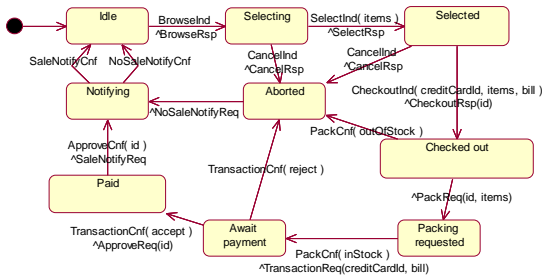 Idle
BrowseInd
^BrowseRsp
Selecting
SelectInd( items )
^SelectRsp
Selected
SaleNotifyCnf
NoSaleNotifyCnf
CancelInd
^CancelRsp
CancelInd
^CancelRsp
Notifying
^NoSaleNotifyReq
Aborted
CheckoutInd( creditCardId, items, bill )
^CheckoutRsp(id)
PackCnf( outOfStock )
Checked out
ApproveCnf( id )
^SaleNotifyReq
TransactionCnf( reject )
Paid
^PackReq(id, items)
TransactionCnf( accept )
^ApproveReq(id)
Await
payment
PackCnf( inStock )
^TransactionReq(creditCardId, bill)
Packing
requested